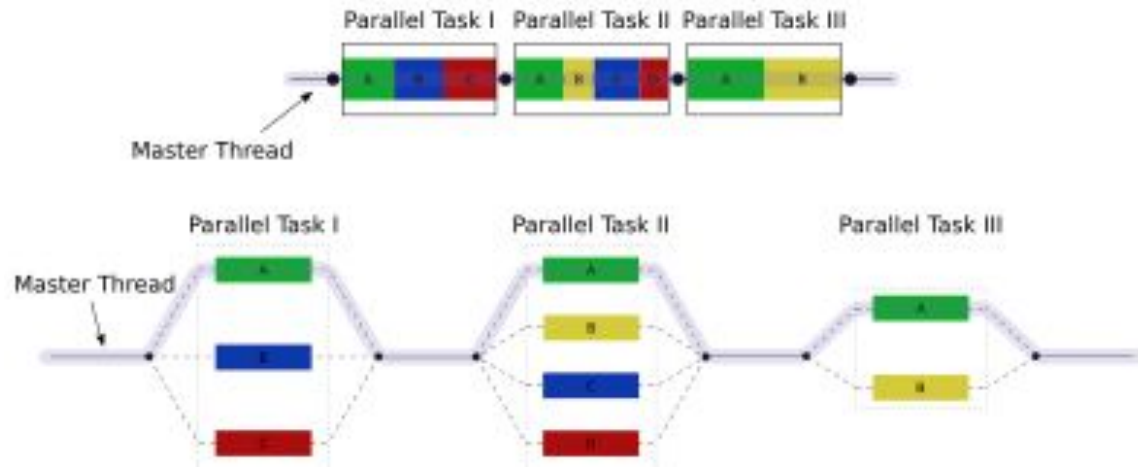 Parallel Task I Parallel Task II Parallel Task III
A B C A B C D A B
Master Thread
Parallel Task I Parallel Task II Parallel Task III
A A
Master Thread
A
B
B C B
C D